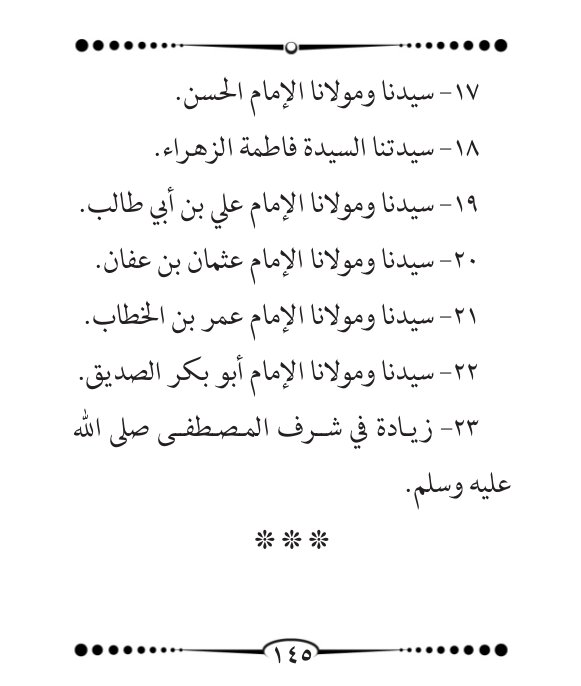 ١٧- سيدنا ومولانا الإمام الحسن.
١٨- سيدتنا السيدة فاطمة الزهراء.
١٩- سيدنا ومولانا الإمام علي بن أبي طالب.
٢٠- سيدنا ومولانا الإمام عثمان بن عفان.
٢١- سيدنا ومولانا الإمام عمر بن الخطاب.
٢٢- سيدنا ومولانا الإمام أبو بكر الصديق.
٢٣- زيادة في شرف المصطفى صلى الله
عليه وسلم.
١٤٥